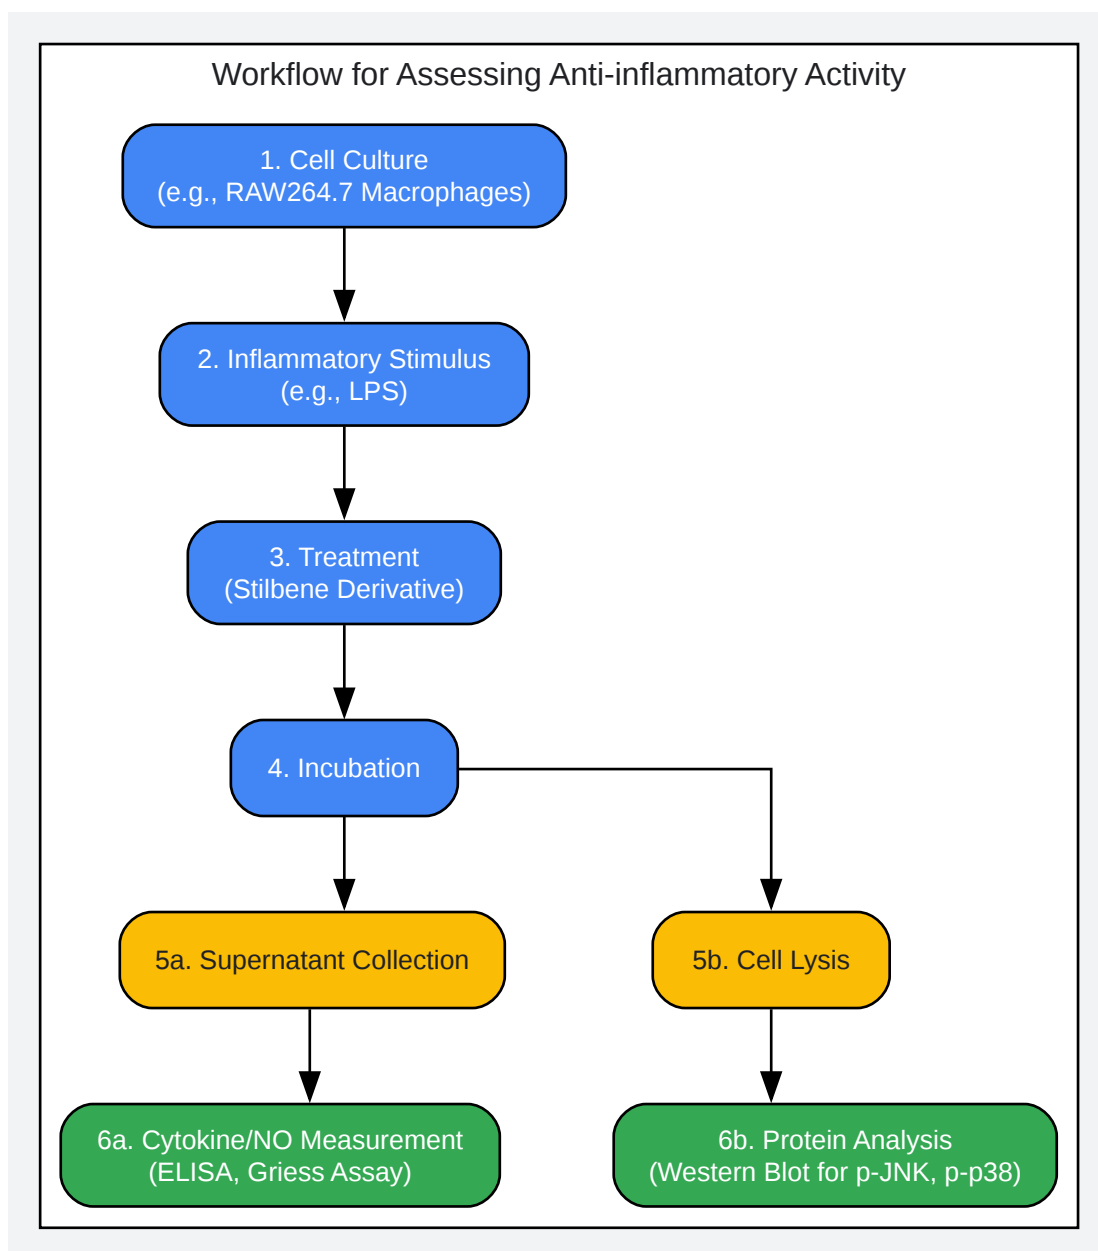 Workflow for Assessing Anti-inflammatory Activity
1. Cell Culture
(e.g., RAW264.7 Macrophages)
2. Inflammatory Stimulus
(e.g., LPS)
3. Treatment
(Stilbene Derivative)
4. Incubation
5a. Supernatant Collection
5b. Cell Lysis
6a. Cytokine/NO Measurement
(ELISA, Griess Assay)
6b. Protein Analysis
(Western Blot for p-JNK, p-p38)